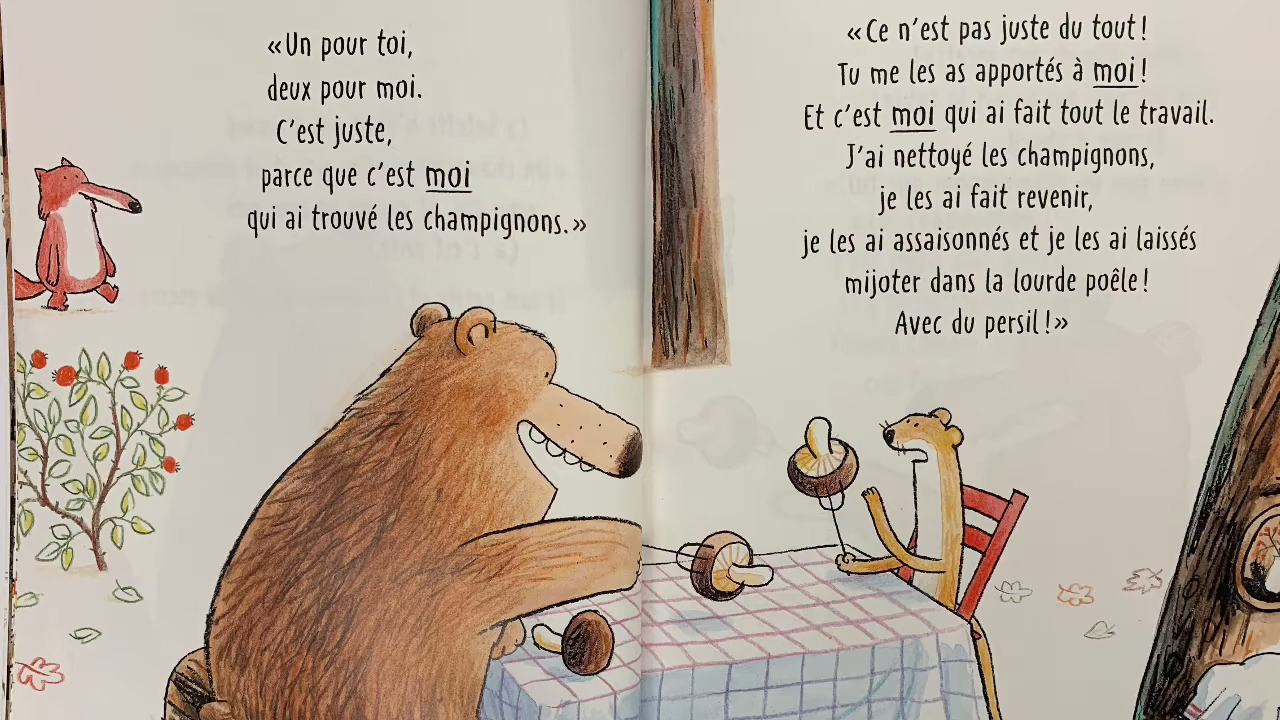 «Un pour toi,
deux pour moi.
C'est juste,
parce que c'est moi
qui ai trouvé les champignons.»
«Ce n'est pas juste du tout!
Tu me les as apportés à moi!
Et c'est moi qui ai fait tout le travail.
J'ai nettoyé les champignons,
je les ai fait revenir,
je les ai assaisonnés et je les ai laissés
mijoter dans la lourde poêle!
Avec du persil!»